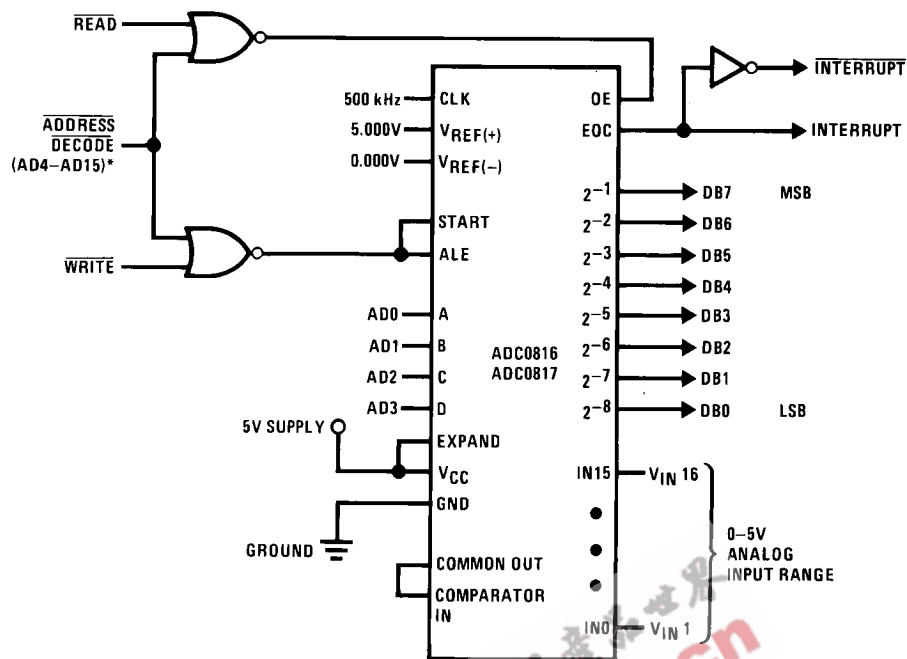 READ
ADDRESS
DECODE
(AD4-AD15)*
WRITE
500 kHz
5.000V
0.000V
CLK
VREF(+)
VREF(-)
START
ALE
AD0
AD1
AD2
AD3
A
B
C
D
5V SUPPLY
EXPAND
VCC
GND
GROUND
COMMON OUT
COMPARATOR
IN
ADC0816
ADC0817
OE
EOC
INTERRUPT
INTERRUPT
2-1 DB7 MSB
2-2 DB6
2-3 DB5
2-4 DB4
2-5 DB3
2-6 DB2
2-7 DB1
2-8 DB0 LSB
IN15 VIN 16
0-5V
ANALOG
INPUT RANGE
IN0 VIN 1